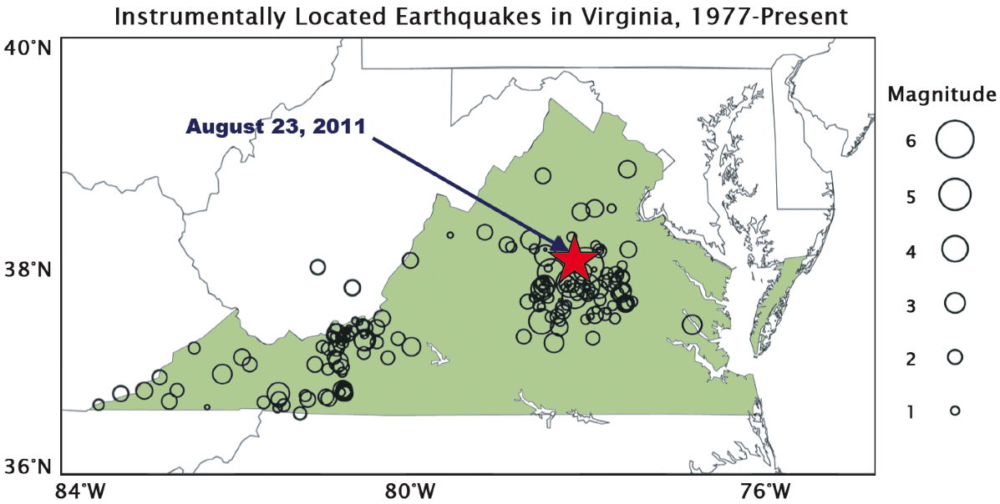 Instrumentally Located Earthquakes in Virginia, 1977-Present
40°N
Magnitude
August 23, 2011
6
5
4
38°N
3
2
1
36°N
84°W
80°W
76°W